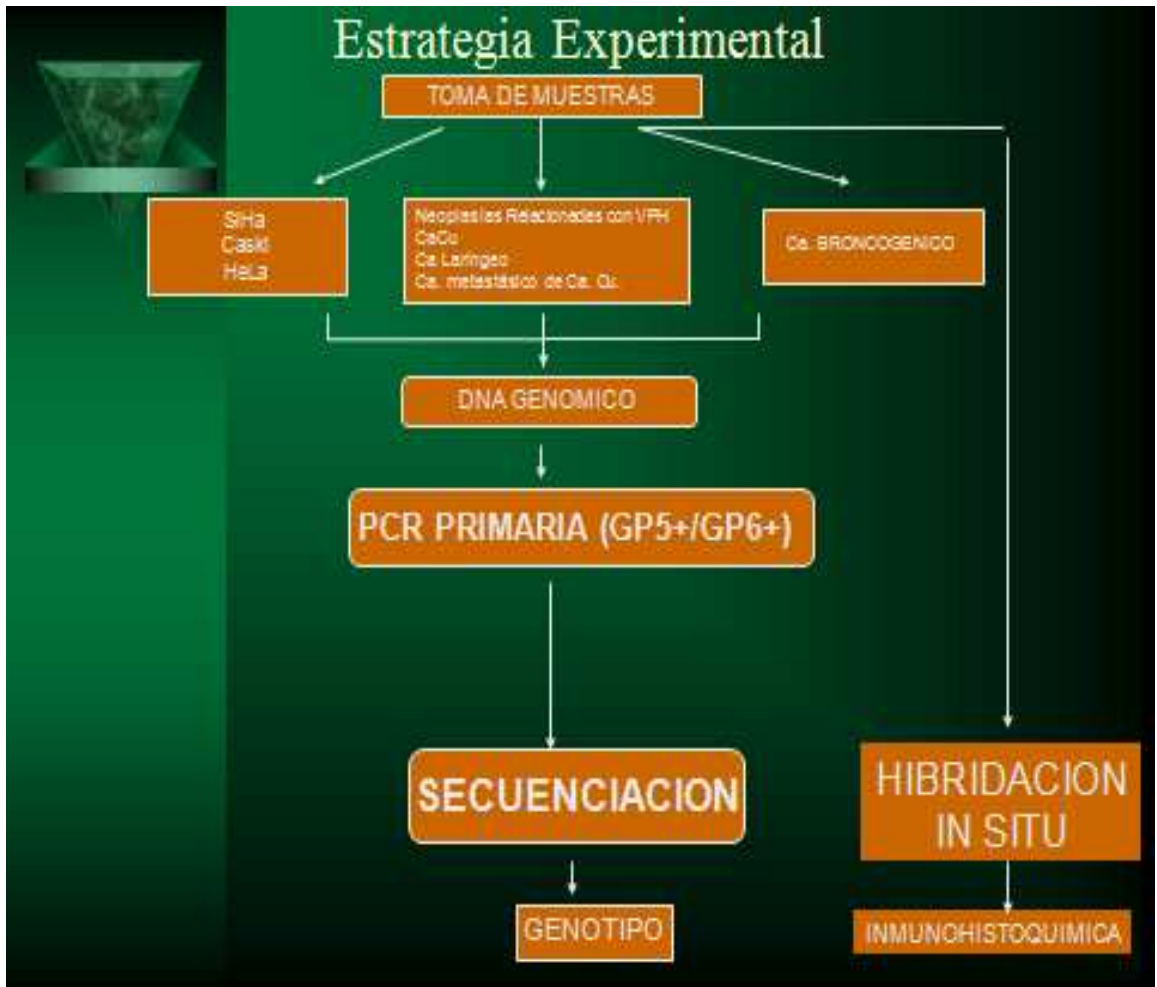 Estrategia Experimental
TOMA DE MUESTRAS
SiHa
Caski
HeLa
Neoplasias Relacionadas con VPH
CaCu
Ca Laringeo
Ca. metastásico de Ca. Cu.
Ca. BRONCOGENICO
DNA GENOMICO
PCR PRIMARIA (GP5+/GP6+)
SECUENCIACION
HIBRIDACION
IN SITU
GENOTIPO
INMUNOHISTOQUIMICA